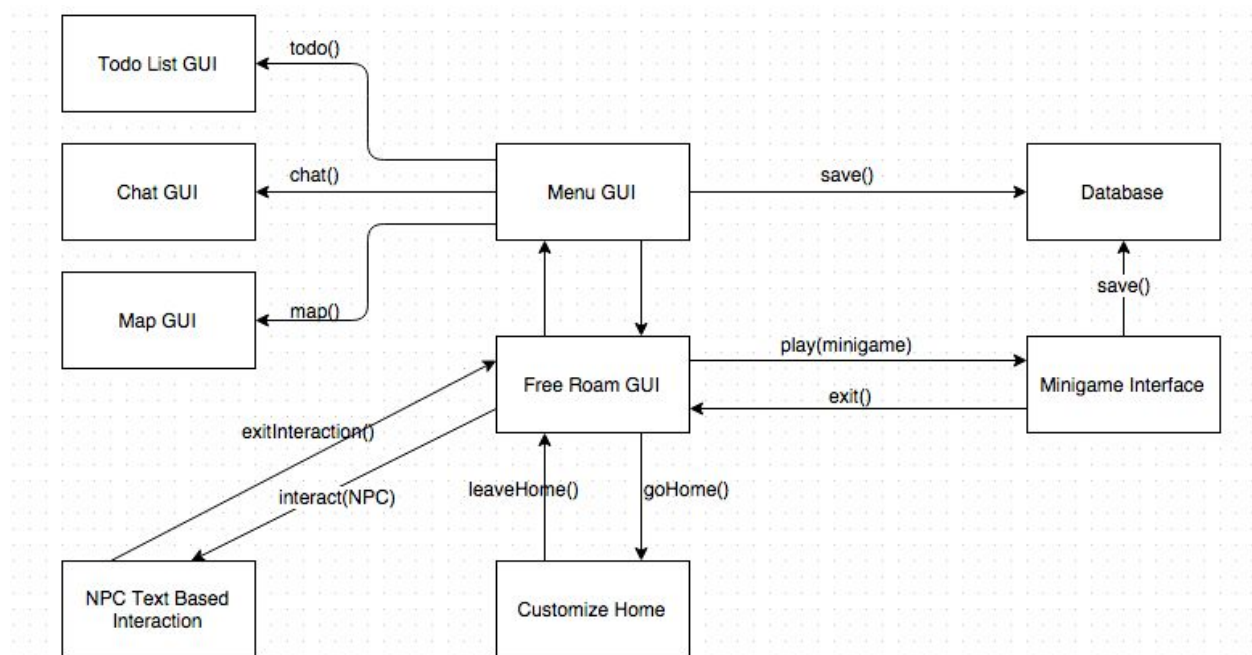 todo()
Todo List GUI
chat()
save()
Chat GUI
Menu GUI
Database
save()
map()
Map GUI
play(minigame)
Free Roam GUI
Minigame Interface
exit()
exitInteraction()
interact(NPC)
leaveHome()
goHome()
NPC Text Based
Interaction
Customize Home